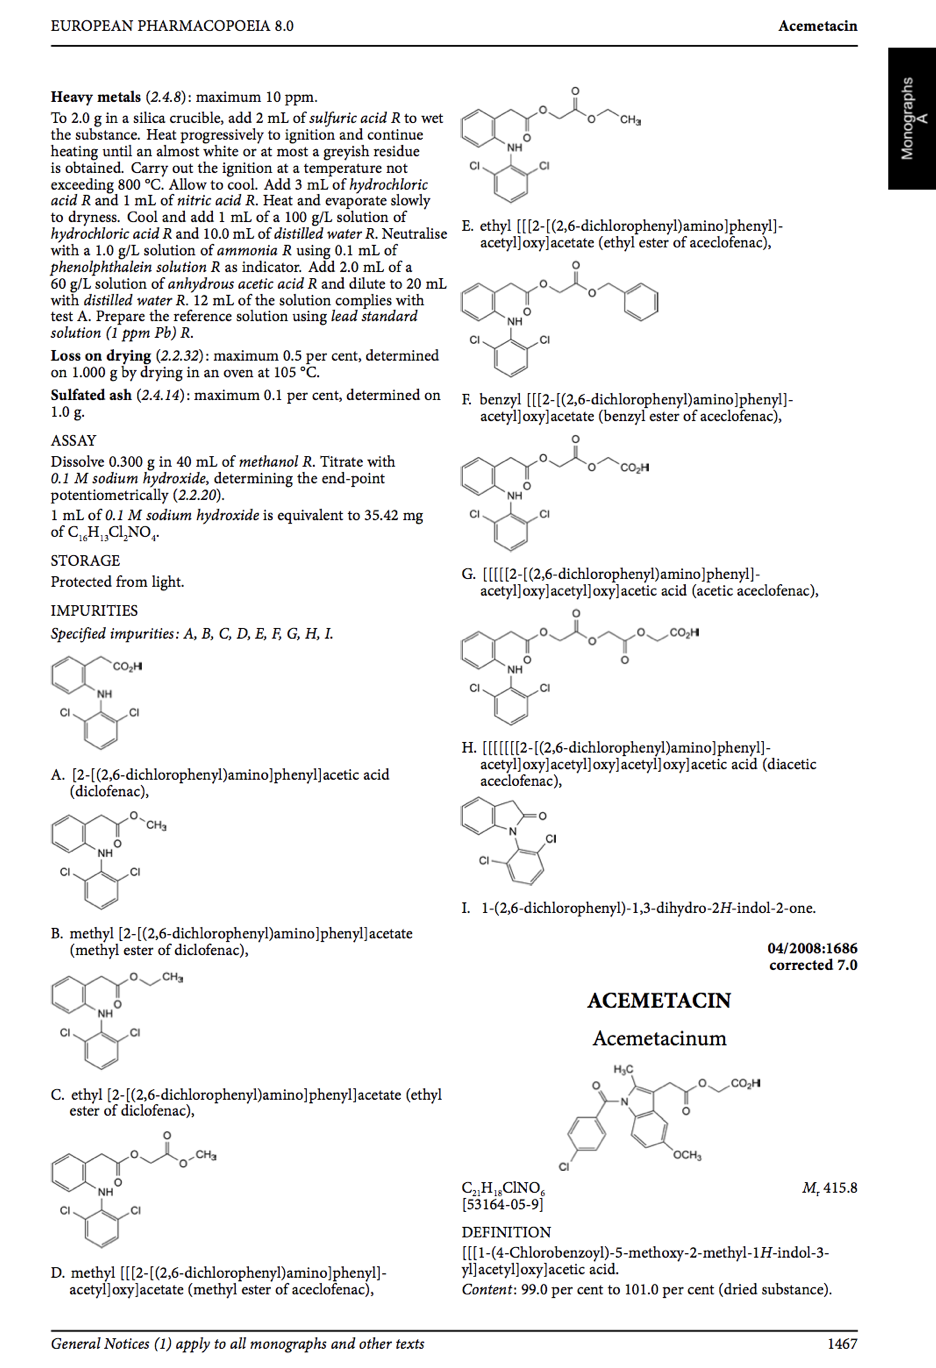 EUROPEAN PHARMACOPOEIA 8.0
Acemetacin
Monographs
A
Heavy metals (2.4.8): maximum 10 ppm.
To 2.0 g in a silica crucible, add 2 mL of sulfuric acid R to wet
the substance. Heat progressively to ignition and continue
heating until an almost white or at most a greyish residue
is obtained. Carry out the ignition at a temperature not
exceeding 800 °C. Allow to cool. Add 3 mL of hydrochloric
acid R and 1 mL of nitric acid R. Heat and evaporate slowly
to dryness. Cool and add 1 mL of a 100 g/L solution of
hydrochloric acid R and 10.0 mL of distilled water R. Neutralise
with a 1.0 g/L solution of ammonia R using 0.1 mL of
phenolphthalein solution R as indicator. Add 2.0 mL of a
60 g/L solution of anhydrous acetic acid R and dilute to 20 mL
with distilled water R. 12 mL of the solution complies with
test A. Prepare the reference solution using lead standard
solution (1 ppm Pb) R.
Loss on drying (2.2.32): maximum 0.5 per cent, determined
on 1.000 g by drying in an oven at 105 °C.
Sulfated ash (2.4.14): maximum 0.1 per cent, determined on
1.0 g.
ASSAY
Dissolve 0.300 g in 40 mL of methanol R. Titrate with
0.1 M sodium hydroxide, determining the end-point
potentiometrically (2.2.20).
1 mL of 0.1 M sodium hydroxide is equivalent to 35.42 mg
of C₁₆H₁₃Cl₂NO₄.
STORAGE
Protected from light.
IMPURITIES
Specified impurities: A, B, C, D, E, F, G, H, I.
CO₂H
NH
Cl Cl
A. [2-[(2,6-dichlorophenyl)amino]phenyl]acetic acid
(diclofenac),
O
CH₃
O
NH
Cl Cl
B. methyl [2-[(2,6-dichlorophenyl)amino]phenyl]acetate
(methyl ester of diclofenac),
O CH₃
O
NH
Cl Cl
C. ethyl [2-[(2,6-dichlorophenyl)amino]phenyl]acetate (ethyl
ester of diclofenac),
O
O CH₃
O
O
NH
Cl Cl
D. methyl [[[2-[(2,6-dichlorophenyl)amino]phenyl]-
acetyl]oxy]acetate (methyl ester of aceclofenac),
O
O
O CH₃
O
NH
Cl Cl
E. ethyl [[[2-[(2,6-dichlorophenyl)amino]phenyl]-
acetyl]oxy]acetate (ethyl ester of aceclofenac),
O
O
O
O
NH
Cl Cl
F. benzyl [[[2-[(2,6-dichlorophenyl)amino]phenyl]-
acetyl]oxy]acetate (benzyl ester of aceclofenac),
O
O
O CO₂H
O
NH
Cl Cl
G. [[[[[2-[(2,6-dichlorophenyl)amino]phenyl]-
acetyl]oxy]acetyl]oxy]acetic acid (acetic aceclofenac),
O
O O CO₂H
O
O O
NH
Cl Cl
H. [[[[[[[2-[(2,6-dichlorophenyl)amino]phenyl]-
acetyl]oxy]acetyl]oxy]acetyl]oxy]acetic acid (diacetic
aceclofenac),
O
N
Cl
Cl
I. 1-(2,6-dichlorophenyl)-1,3-dihydro-2H-indol-2-one.
04/2008:1686
corrected 7.0
ACEMETACIN
Acemetacinum
H₃C
O O CO₂H
N O
OCH₃
Cl
C₂₁H₁₈ClNO₆ Mᵣ 415.8
[53164-05-9]
DEFINITION
[[[1-(4-Chlorobenzoyl)-5-methoxy-2-methyl-1H-indol-3-
yl]acetyl]oxy]acetic acid.
Content: 99.0 per cent to 101.0 per cent (dried substance).
General Notices (1) apply to all monographs and other texts
1467